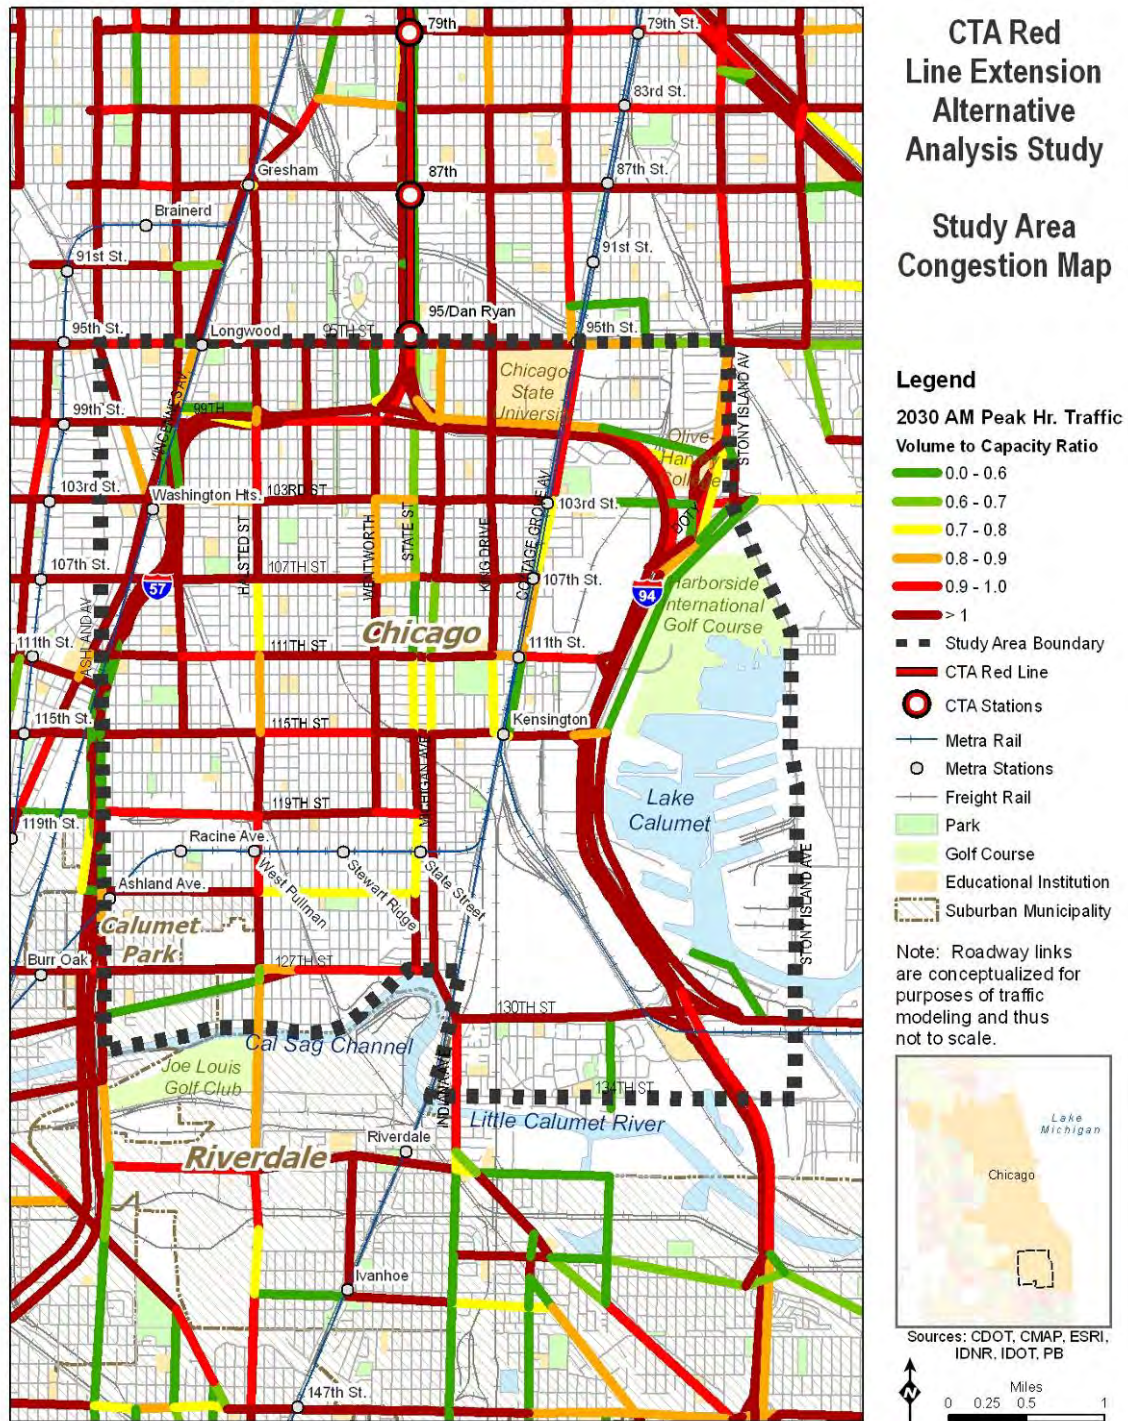 CTA Red
Line Extension
Alternative
Analysis Study
Study Area
Congestion Map
Legend
2030 AM Peak Hr. Traffic
Volume to Capacity Ratio
0.0 - 0.6
0.6 - 0.7
0.7 - 0.8
0.8 - 0.9
0.9 - 1.0
> 1
Study Area Boundary
CTA Red Line
CTA Stations
Metra Rail
Metra Stations
Freight Rail
Park
Golf Course
Educational Institution
Suburban Municipality
Note: Roadway links
are conceptualized for
purposes of traffic
modeling and thus
not to scale.
Lake
Michigan
Chicago
Sources: CDOT, CMAP, ESRI,
IDNR, IDOT, PB
N
Miles
0 0.25 0.5 1
79th
79th St.
83rd St.
Gresham
87th
87th St.
Brainerd
91st St.
91st St.
95/Dan Ryan
95th St.
Longwood
95TH ST
95th St.
Chicago
State
University
99th St.
VINCENNES AV
99TH
Olive-
Harvey
College
STONY ISLAND AV
103rd St.
Washington Hts.
103RD ST
103rd St.
DOTY
HALSTED ST
WENTWORTH
STATE ST
KING DRIVE
COTTAGE GROVE AV
107th St.
57
107TH ST
107th St.
94
Harborside
International
Golf Course
ASHLAND AV
Chicago
111th St.
111TH ST
111th St.
115th St.
115TH ST
Kensington
MICHIGAN AVE
Lake
Calumet
119TH ST
119th St.
Racine Ave.
West Pullman
Stewart Ridge
State Street
Ashland Ave.
Calumet
Park
STONY ISLAND AVE
Burr Oak
127TH ST
130TH ST
Cal Sag Channel
Joe Louis
Golf Club
INDIANA AVE
134TH ST
Little Calumet River
Riverdale
Riverdale
Ivanhoe
147th St.